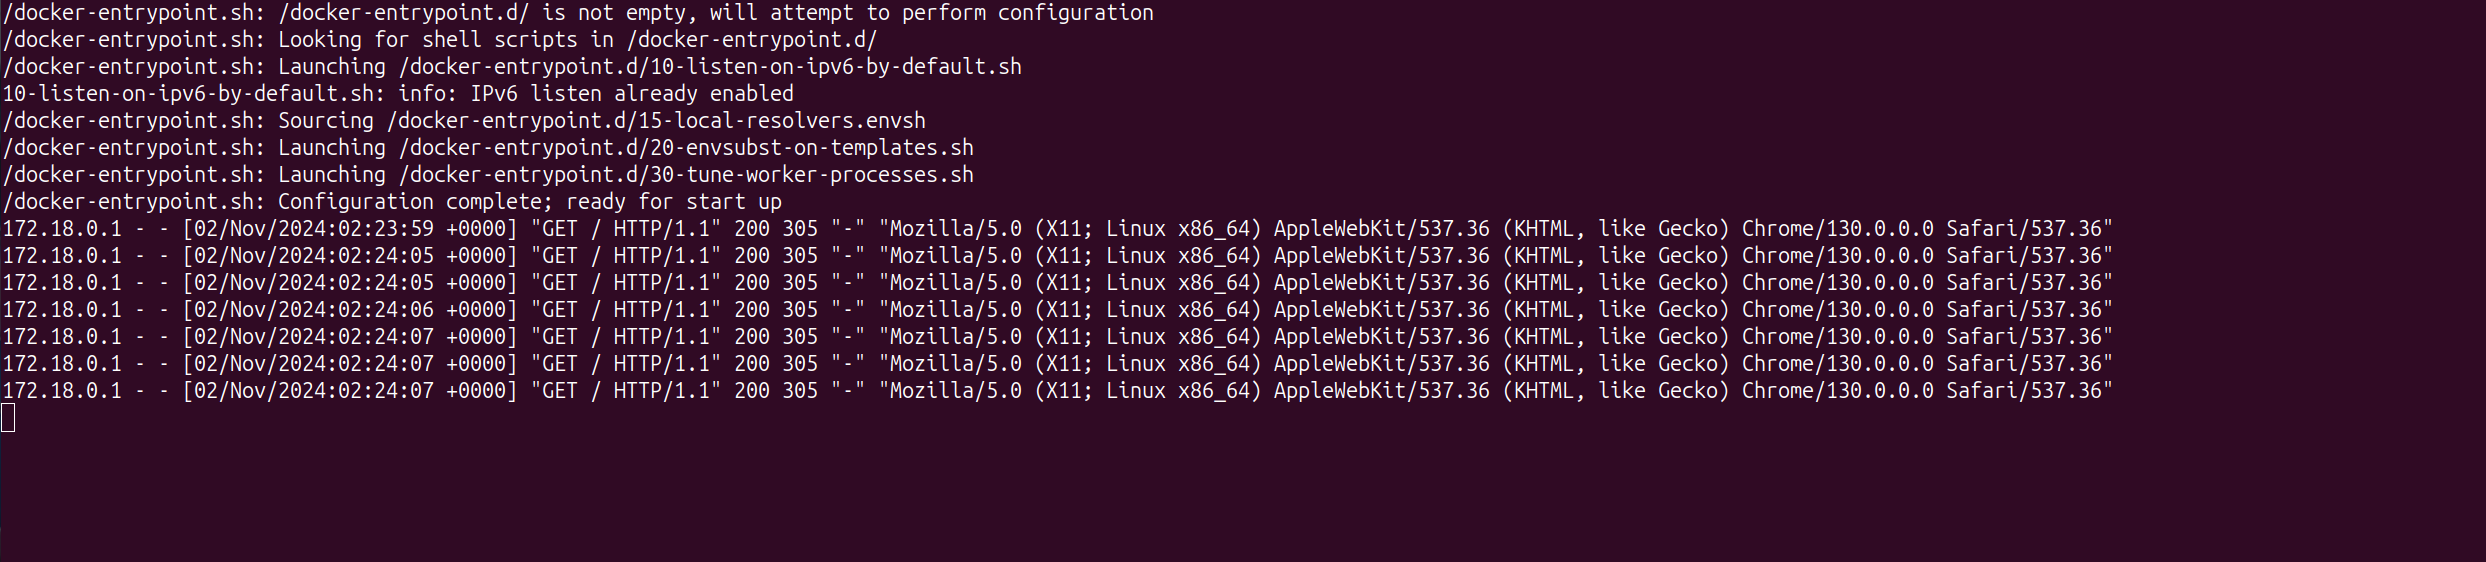 /docker-entrypoint.sh: /docker-entrypoint.d/ is not empty, will attempt to perform configuration
/docker-entrypoint.sh: Looking for shell scripts in /docker-entrypoint.d/
/docker-entrypoint.sh: Launching /docker-entrypoint.d/10-listen-on-ipv6-by-default.sh
10-listen-on-ipv6-by-default.sh: info: IPv6 listen already enabled
/docker-entrypoint.sh: Sourcing /docker-entrypoint.d/15-local-resolvers.envsh
/docker-entrypoint.sh: Launching /docker-entrypoint.d/20-envsubst-on-templates.sh
/docker-entrypoint.sh: Launching /docker-entrypoint.d/30-tune-worker-processes.sh
/docker-entrypoint.sh: Configuration complete; ready for start up
172.18.0.1 - - [02/Nov/2024:02:23:59 +0000] "GET / HTTP/1.1" 200 305 "-" "Mozilla/5.0 (X11; Linux x86_64) AppleWebKit/537.36 (KHTML, like Gecko) Chrome/130.0.0.0 Safari/537.36"
172.18.0.1 - - [02/Nov/2024:02:24:05 +0000] "GET / HTTP/1.1" 200 305 "-" "Mozilla/5.0 (X11; Linux x86_64) AppleWebKit/537.36 (KHTML, like Gecko) Chrome/130.0.0.0 Safari/537.36"
172.18.0.1 - - [02/Nov/2024:02:24:05 +0000] "GET / HTTP/1.1" 200 305 "-" "Mozilla/5.0 (X11; Linux x86_64) AppleWebKit/537.36 (KHTML, like Gecko) Chrome/130.0.0.0 Safari/537.36"
172.18.0.1 - - [02/Nov/2024:02:24:06 +0000] "GET / HTTP/1.1" 200 305 "-" "Mozilla/5.0 (X11; Linux x86_64) AppleWebKit/537.36 (KHTML, like Gecko) Chrome/130.0.0.0 Safari/537.36"
172.18.0.1 - - [02/Nov/2024:02:24:07 +0000] "GET / HTTP/1.1" 200 305 "-" "Mozilla/5.0 (X11; Linux x86_64) AppleWebKit/537.36 (KHTML, like Gecko) Chrome/130.0.0.0 Safari/537.36"
172.18.0.1 - - [02/Nov/2024:02:24:07 +0000] "GET / HTTP/1.1" 200 305 "-" "Mozilla/5.0 (X11; Linux x86_64) AppleWebKit/537.36 (KHTML, like Gecko) Chrome/130.0.0.0 Safari/537.36"
172.18.0.1 - - [02/Nov/2024:02:24:07 +0000] "GET / HTTP/1.1" 200 305 "-" "Mozilla/5.0 (X11; Linux x86_64) AppleWebKit/537.36 (KHTML, like Gecko) Chrome/130.0.0.0 Safari/537.36"